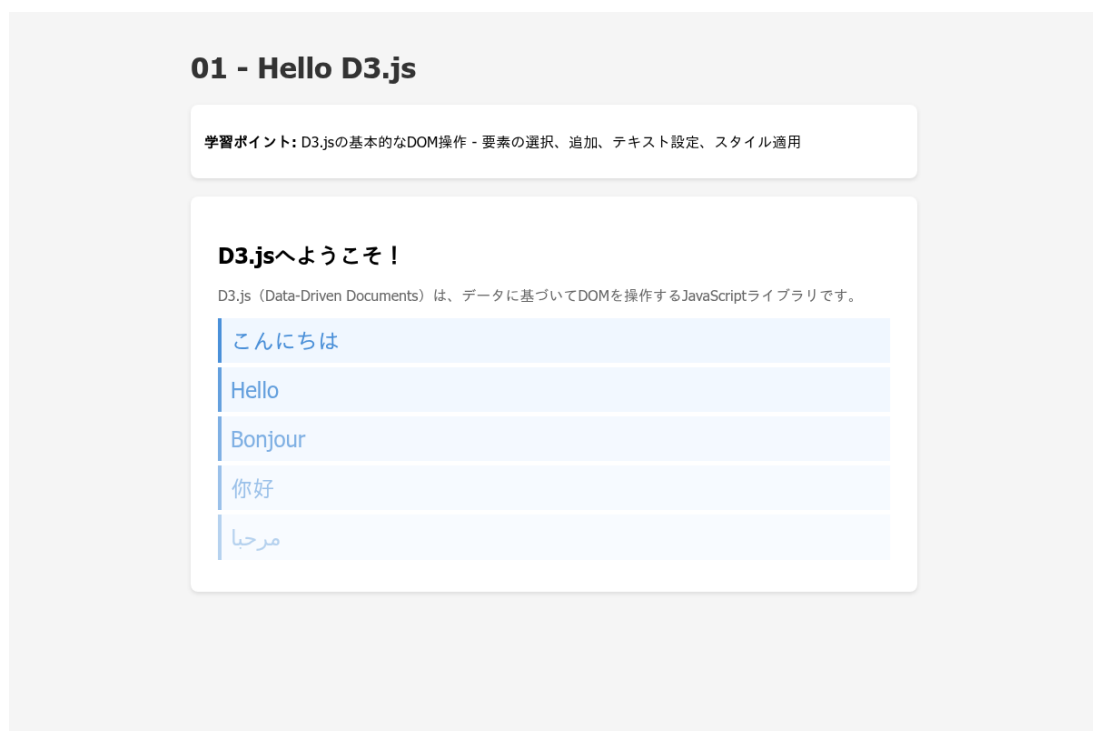 01 - Hello D3.js
学習ポイント: D3.jsの基本的なDOM操作 - 要素の選択、追加、テキスト設定、スタイル適用
D3.jsへようこそ！
D3.js（Data-Driven Documents）は、データに基づいてDOMを操作するJavaScriptライブラリです。
こんにちは
Hello
Bonjour
你好
مرحبا